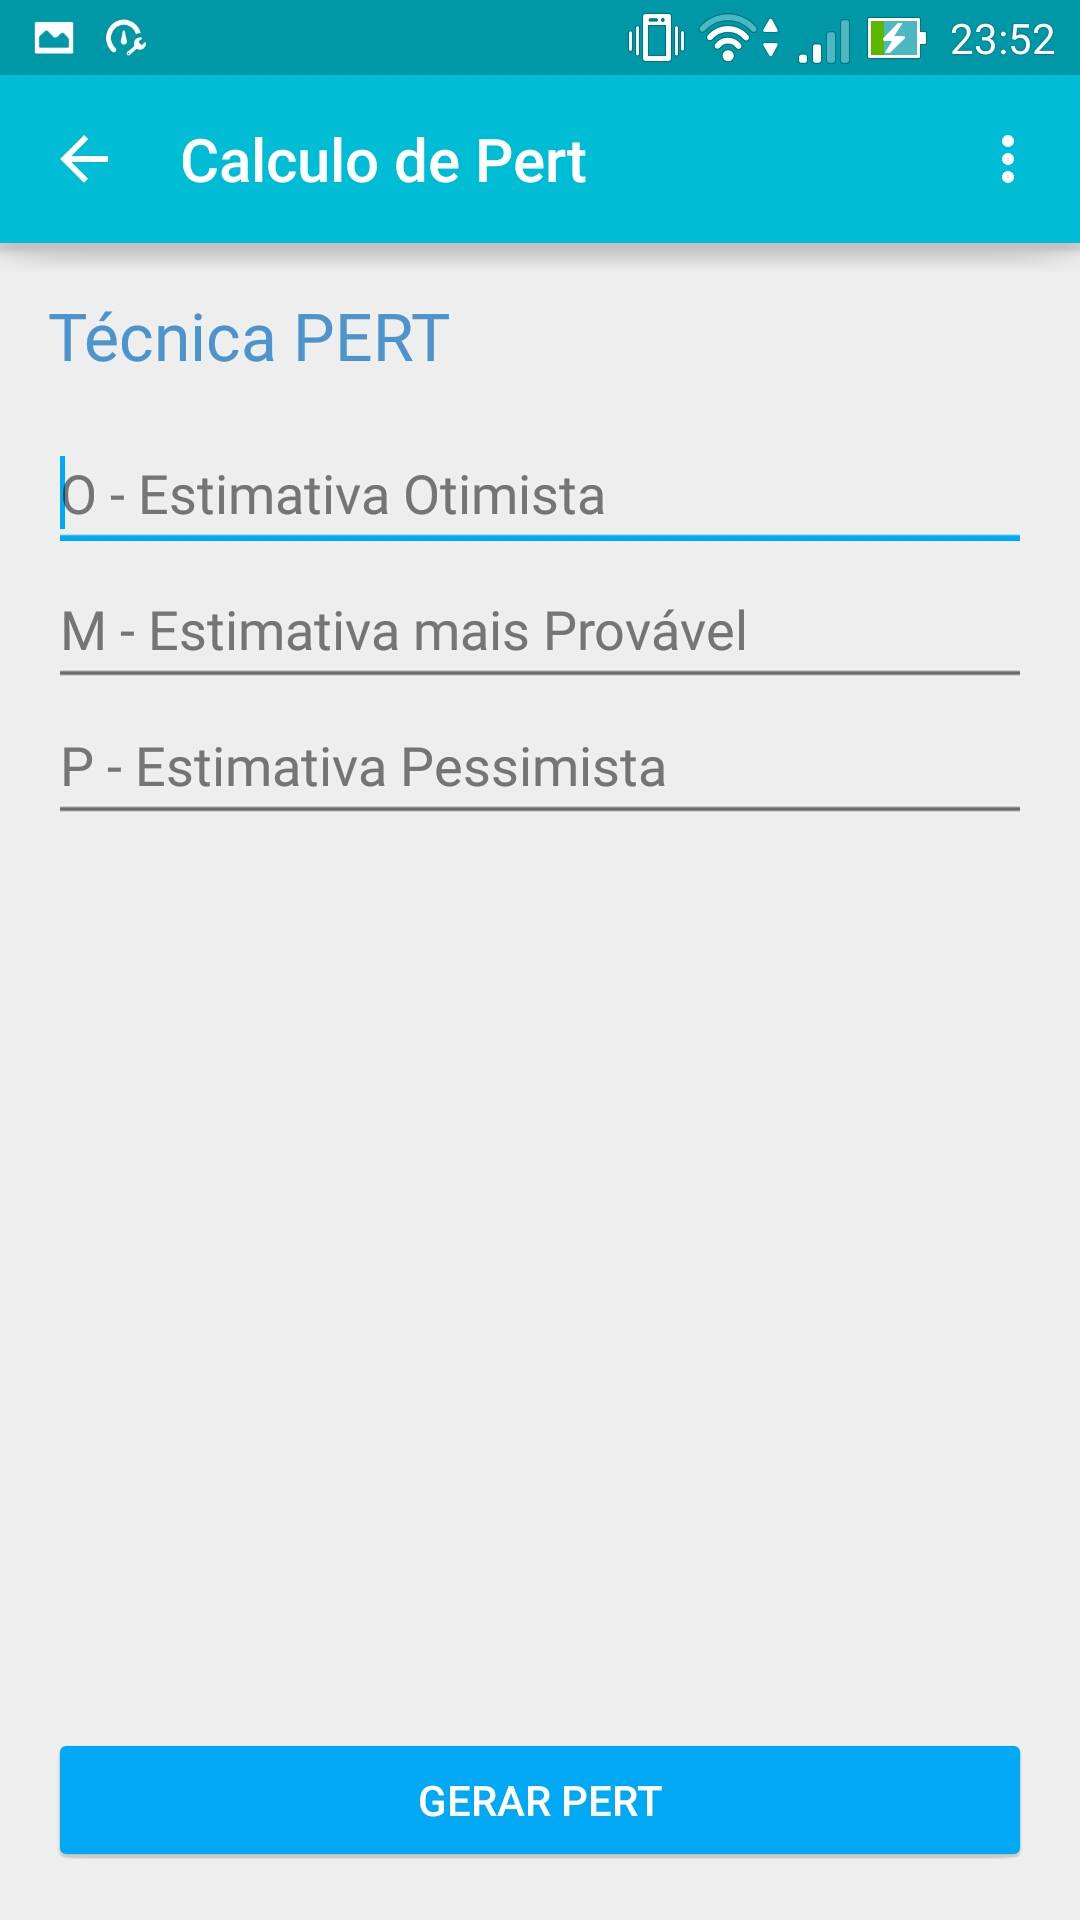 23:52
Calculo de Pert
Técnica PERT
O - Estimativa Otimista
M - Estimativa mais Provável
P - Estimativa Pessimista
GERAR PERT